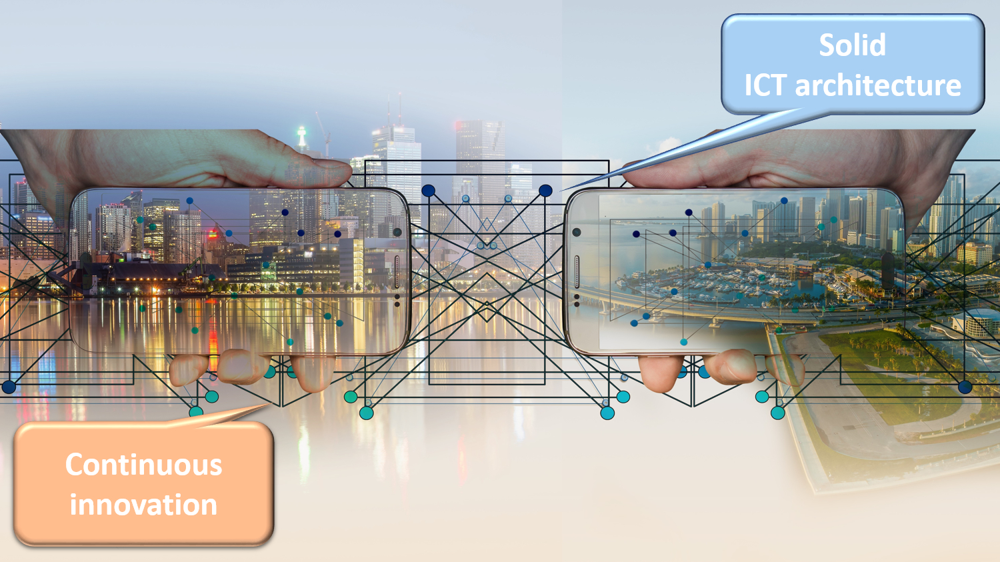 Solid
ICT architecture
Continuous
innovation